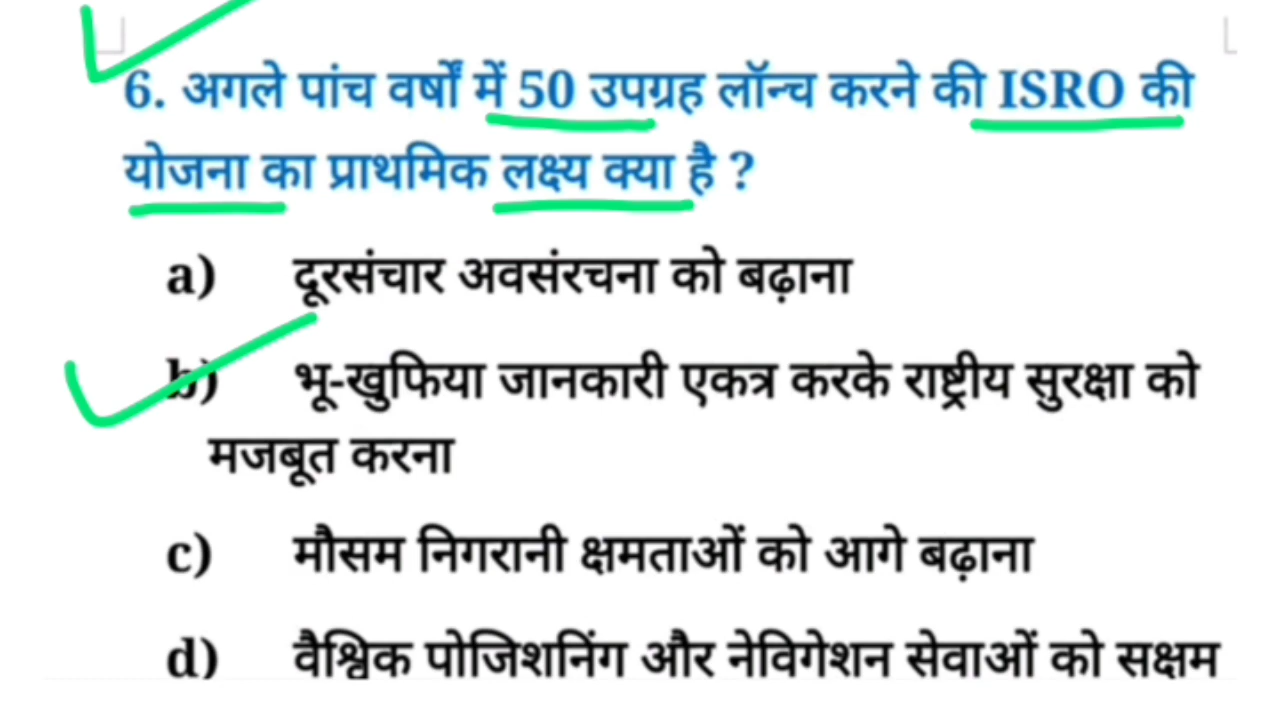 6. अगले पांच वर्षों में 50 उपग्रह लॉन्च करने की ISRO की
योजना का प्राथमिक लक्ष्य क्या है ?
a) दूरसंचार अवसंरचना को बढ़ाना
b) भू-खुफिया जानकारी एकत्र करके राष्ट्रीय सुरक्षा को
मजबूत करना
c) मौसम निगरानी क्षमताओं को आगे बढ़ाना
d) वैश्विक पोजिशनिंग और नेविगेशन सेवाओं को सक्षम